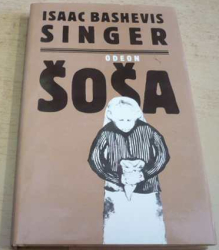 ISAAC BASHEVIS
SINGER
ODEON
ŠOŠA